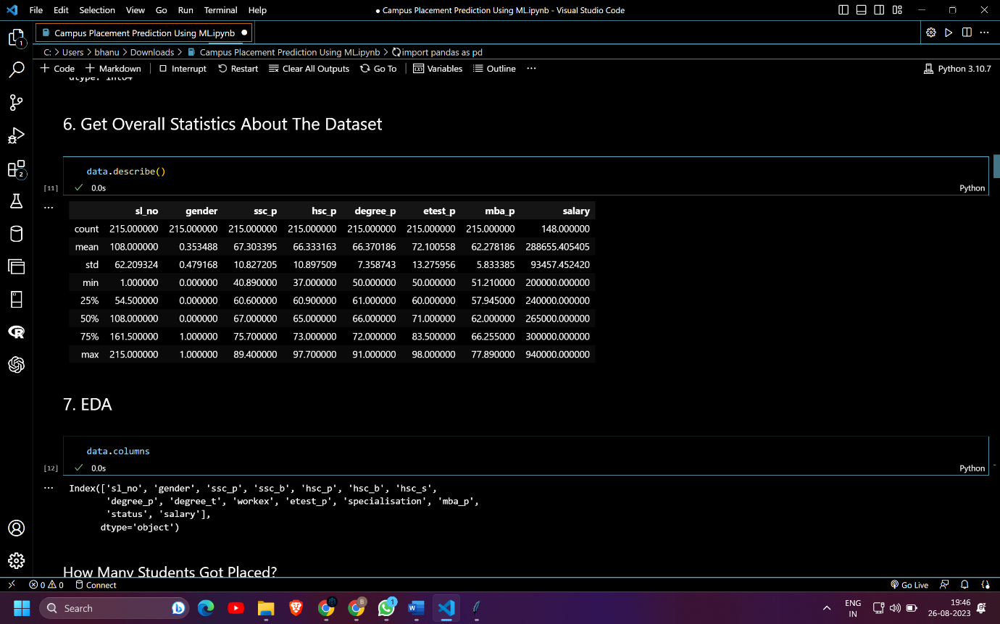 File Edit Selection View Go Run Terminal Help ● Campus Placement Prediction Using ML.ipynb - Visual Studio Code
1 Campus Placement Prediction Using ML.ipynb ●
C: > Users > bhanu > Downloads > Campus Placement Prediction Using ML.ipynb > import pandas as pd
+ Code + Markdown Interrupt Restart Clear All Outputs Go To Variables Outline ··· Python 3.10.7
dtype: int64
6. Get Overall Statistics About The Dataset
data.describe()
[11] 0.0s Python
sl_no gender ssc_p hsc_p degree_p etest_p mba_p salary
count 215.000000 215.000000 215.000000 215.000000 215.000000 215.000000 215.000000 148.000000
mean 108.000000 0.353488 67.303395 66.333163 66.370186 72.100558 62.278186 288655.405405
std 62.209324 0.479168 10.827205 10.897509 7.358743 13.275956 5.833385 93457.452420
min 1.000000 0.000000 40.890000 37.000000 50.000000 50.000000 51.210000 200000.000000
25% 54.500000 0.000000 60.600000 60.900000 61.000000 60.000000 57.945000 240000.000000
50% 108.000000 0.000000 67.000000 65.000000 66.000000 71.000000 62.000000 265000.000000
75% 161.500000 1.000000 75.700000 73.000000 72.000000 83.500000 66.255000 300000.000000
max 215.000000 1.000000 89.400000 97.700000 91.000000 98.000000 77.890000 940000.000000
2
7. EDA
data.columns
[12] 0.0s Python
Index(['sl_no', 'gender', 'ssc_p', 'ssc_b', 'hsc_p', 'hsc_b', 'hsc_s',
'degree_p', 'degree_t', 'workex', 'etest_p', 'specialisation', 'mba_p',
'status', 'salary'],
dtype='object')
How Many Students Got Placed?
0 0 Connect Go Live
Search ENG 19:46
IN 26-08-2023